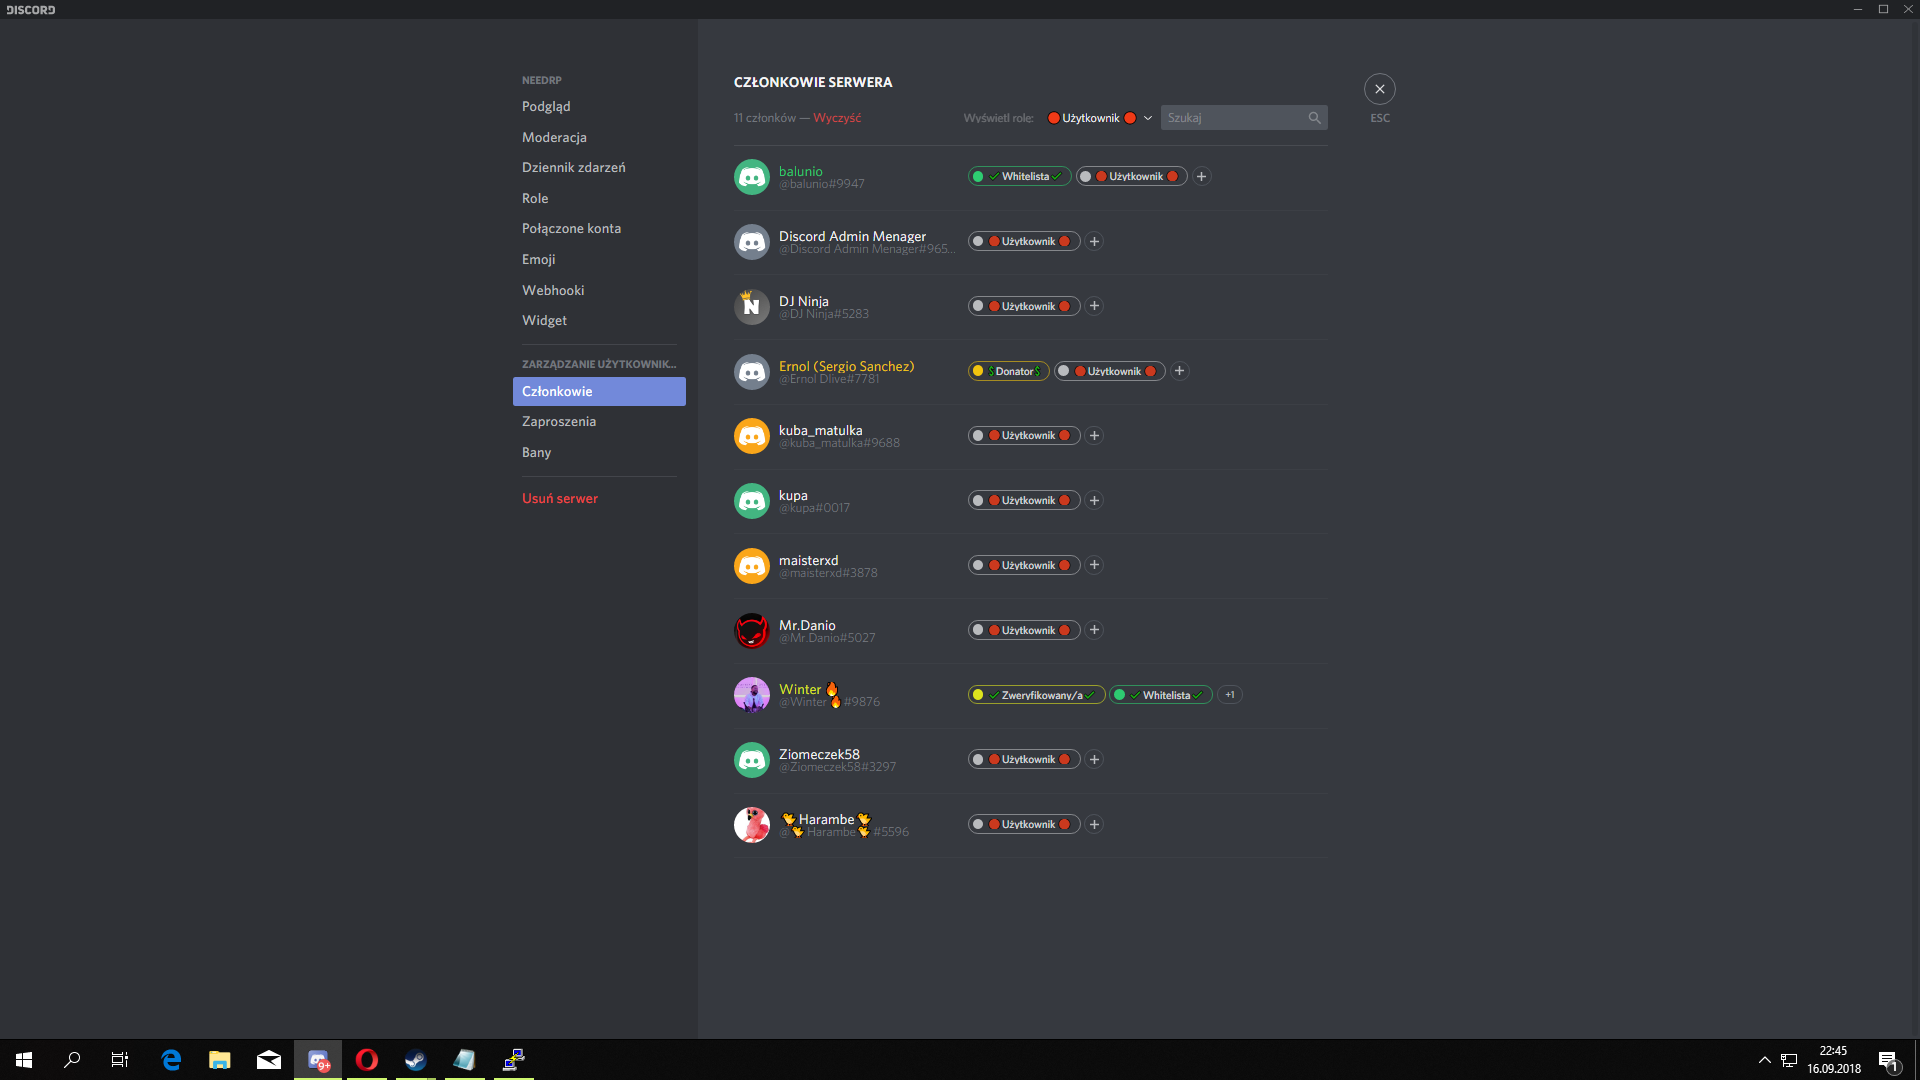 DISCORD
NEEDRP
Podgląd
Moderacja
Dziennik zdarzeń
Role
Połączone konta
Emoji
Webhooki
Widget
ZARZĄDZANIE UŻYTKOWNIK...
Członkowie
Zaproszenia
Bany
Usuń serwer
CZŁONKOWIE SERWERA
11 członków — Wyczyść
Wyświetl rolę: Użytkownik
Szukaj
ESC
balunio
@balunio#9947
Whitelista Użytkownik +
Discord Admin Menager
@Discord Admin Menager#965...
Użytkownik +
N
DJ Ninja
@DJ Ninja#5283
Użytkownik +
Ernol (Sergio Sanchez)
@Ernol Dlive#7781
$Donator$ Użytkownik +
kuba_matulka
@kuba_matulka#9688
Użytkownik +
kupa
@kupa#0017
Użytkownik +
maisterxd
@maisterxd#3878
Użytkownik +
Mr.Danio
@Mr.Danio#5027
Użytkownik +
Winter🔥
@Winter🔥#9876
Zweryfikowany/a Whitelista +1
Ziomeczek58
@Ziomeczek58#3297
Użytkownik +
🐤Harambe🐤
@🐤Harambe🐤#5596
Użytkownik +
9+
22:45
16.09.2018
1